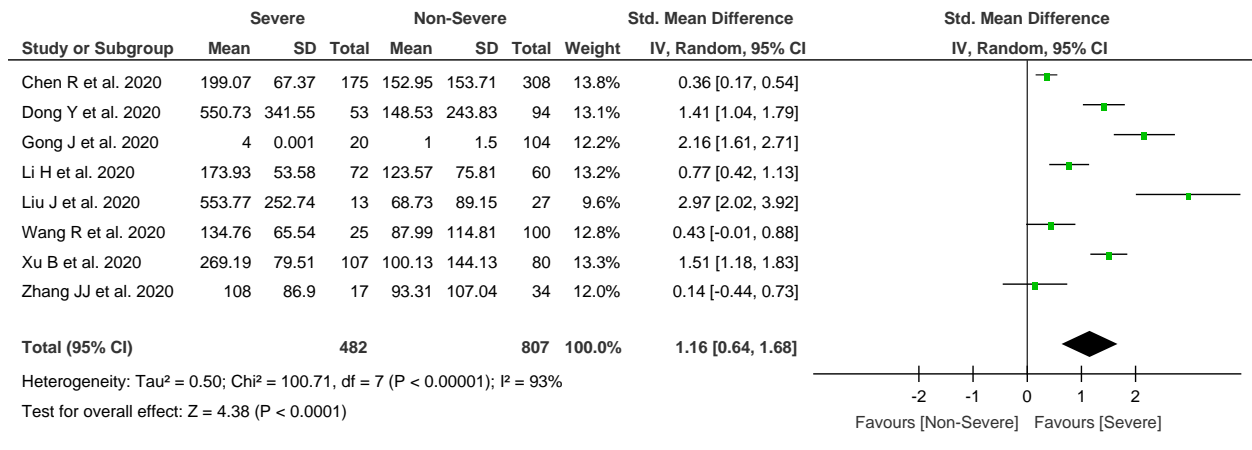 Severe Non-Severe Std. Mean Difference Std. Mean Difference
Study or Subgroup Mean SD Total Mean SD Total Weight IV, Random, 95% CI IV, Random, 95% CI
Chen R et al. 2020 199.07 67.37 175 152.95 153.71 308 13.8% 0.36 [0.17, 0.54]
Dong Y et al. 2020 550.73 341.55 53 148.53 243.83 94 13.1% 1.41 [1.04, 1.79]
Gong J et al. 2020 4 0.001 20 1 1.5 104 12.2% 2.16 [1.61, 2.71]
Li H et al. 2020 173.93 53.58 72 123.57 75.81 60 13.2% 0.77 [0.42, 1.13]
Liu J et al. 2020 553.77 252.74 13 68.73 89.15 27 9.6% 2.97 [2.02, 3.92]
Wang R et al. 2020 134.76 65.54 25 87.99 114.81 100 12.8% 0.43 [-0.01, 0.88]
Xu B et al. 2020 269.19 79.51 107 100.13 144.13 80 13.3% 1.51 [1.18, 1.83]
Zhang JJ et al. 2020 108 86.9 17 93.31 107.04 34 12.0% 0.14 [-0.44, 0.73]
Total (95% CI) 482 807 100.0% 1.16 [0.64, 1.68]
Heterogeneity: Tau² = 0.50; Chi² = 100.71, df = 7 (P < 0.00001); I² = 93%
Test for overall effect: Z = 4.38 (P < 0.0001)
-2 -1 0 1 2
Favours [Non-Severe] Favours [Severe]